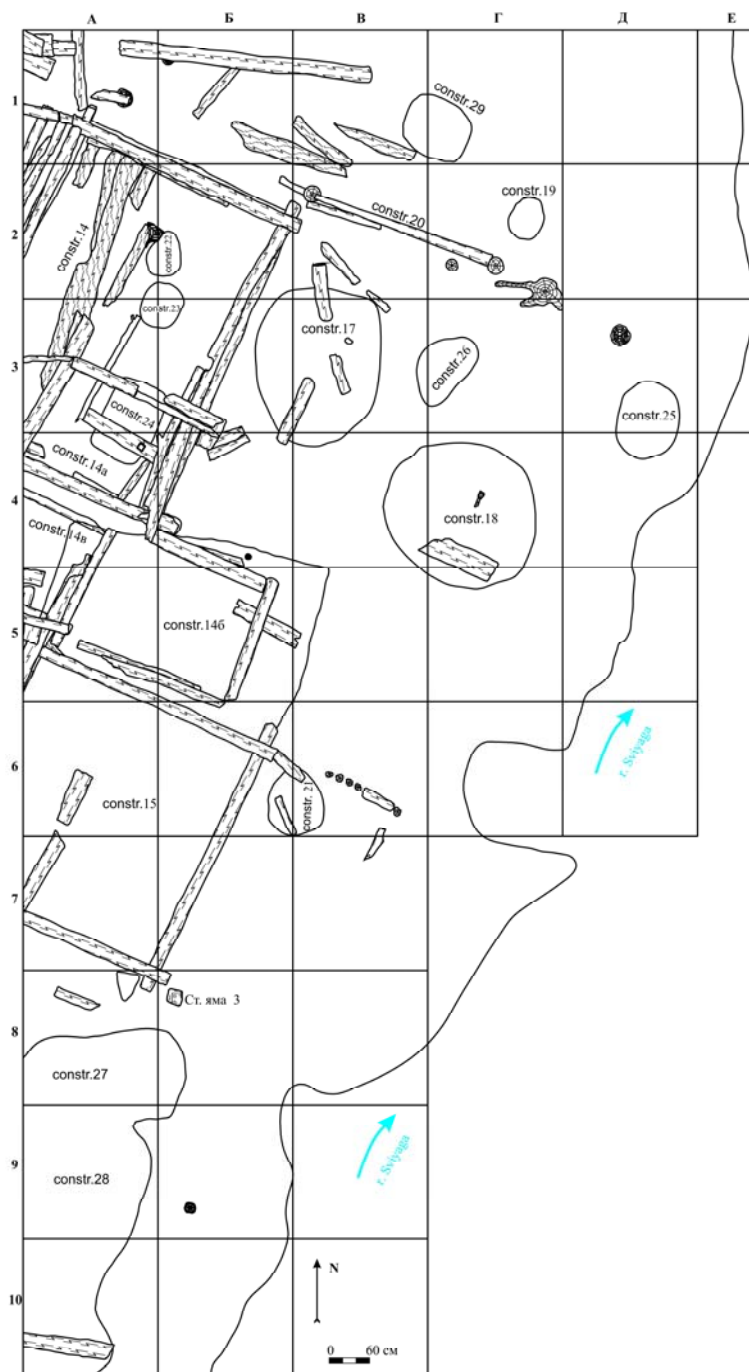 А Б В Г Д Е
1
constr.29
constr.19
constr.20
2
constr.14
constr.22
constr.23
constr.17
3
constr.26
constr.24
constr.25
constr.14а
4
constr.18
constr.14в
5
constr.14б
r. Sviyaga
6
constr.15
constr. 21
7
Ст. яма 3
8
constr.27
r. Sviyaga
9
constr.28
N
10
0 60 см